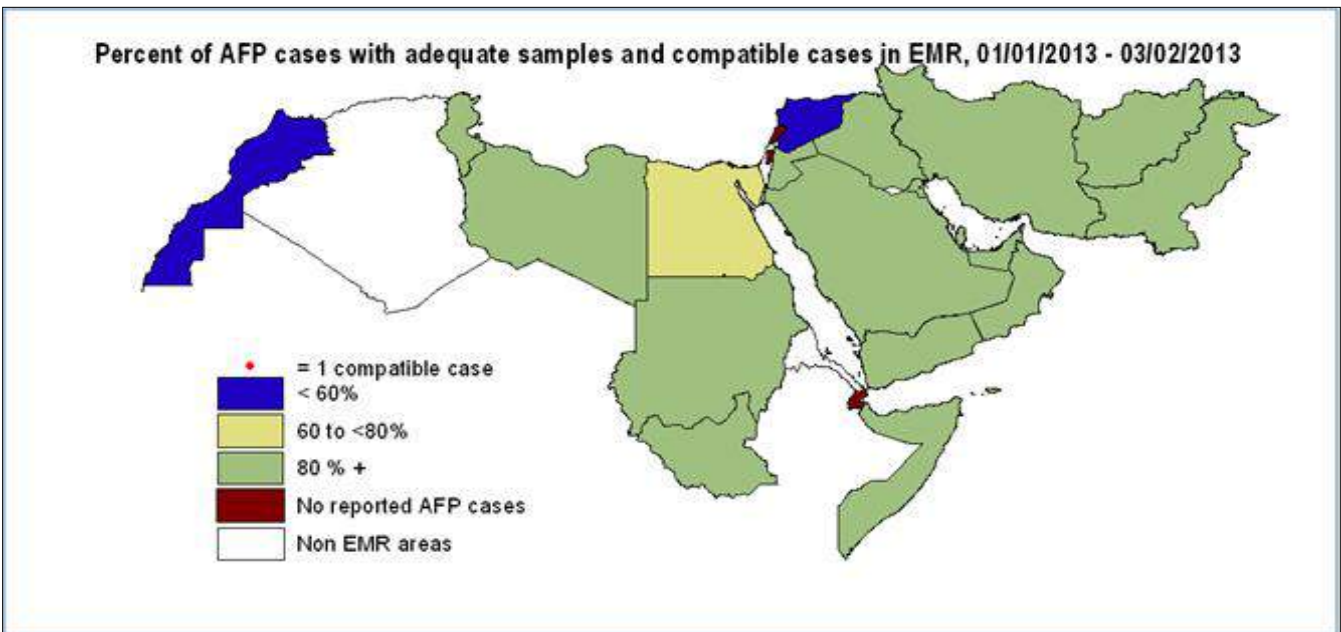 Percent of AFP cases with adequate samples and compatible cases in EMR, 01/01/2013 - 03/02/2013
= 1 compatible case
< 60%
60 to <80%
80 % +
No reported AFP cases
Non EMR areas